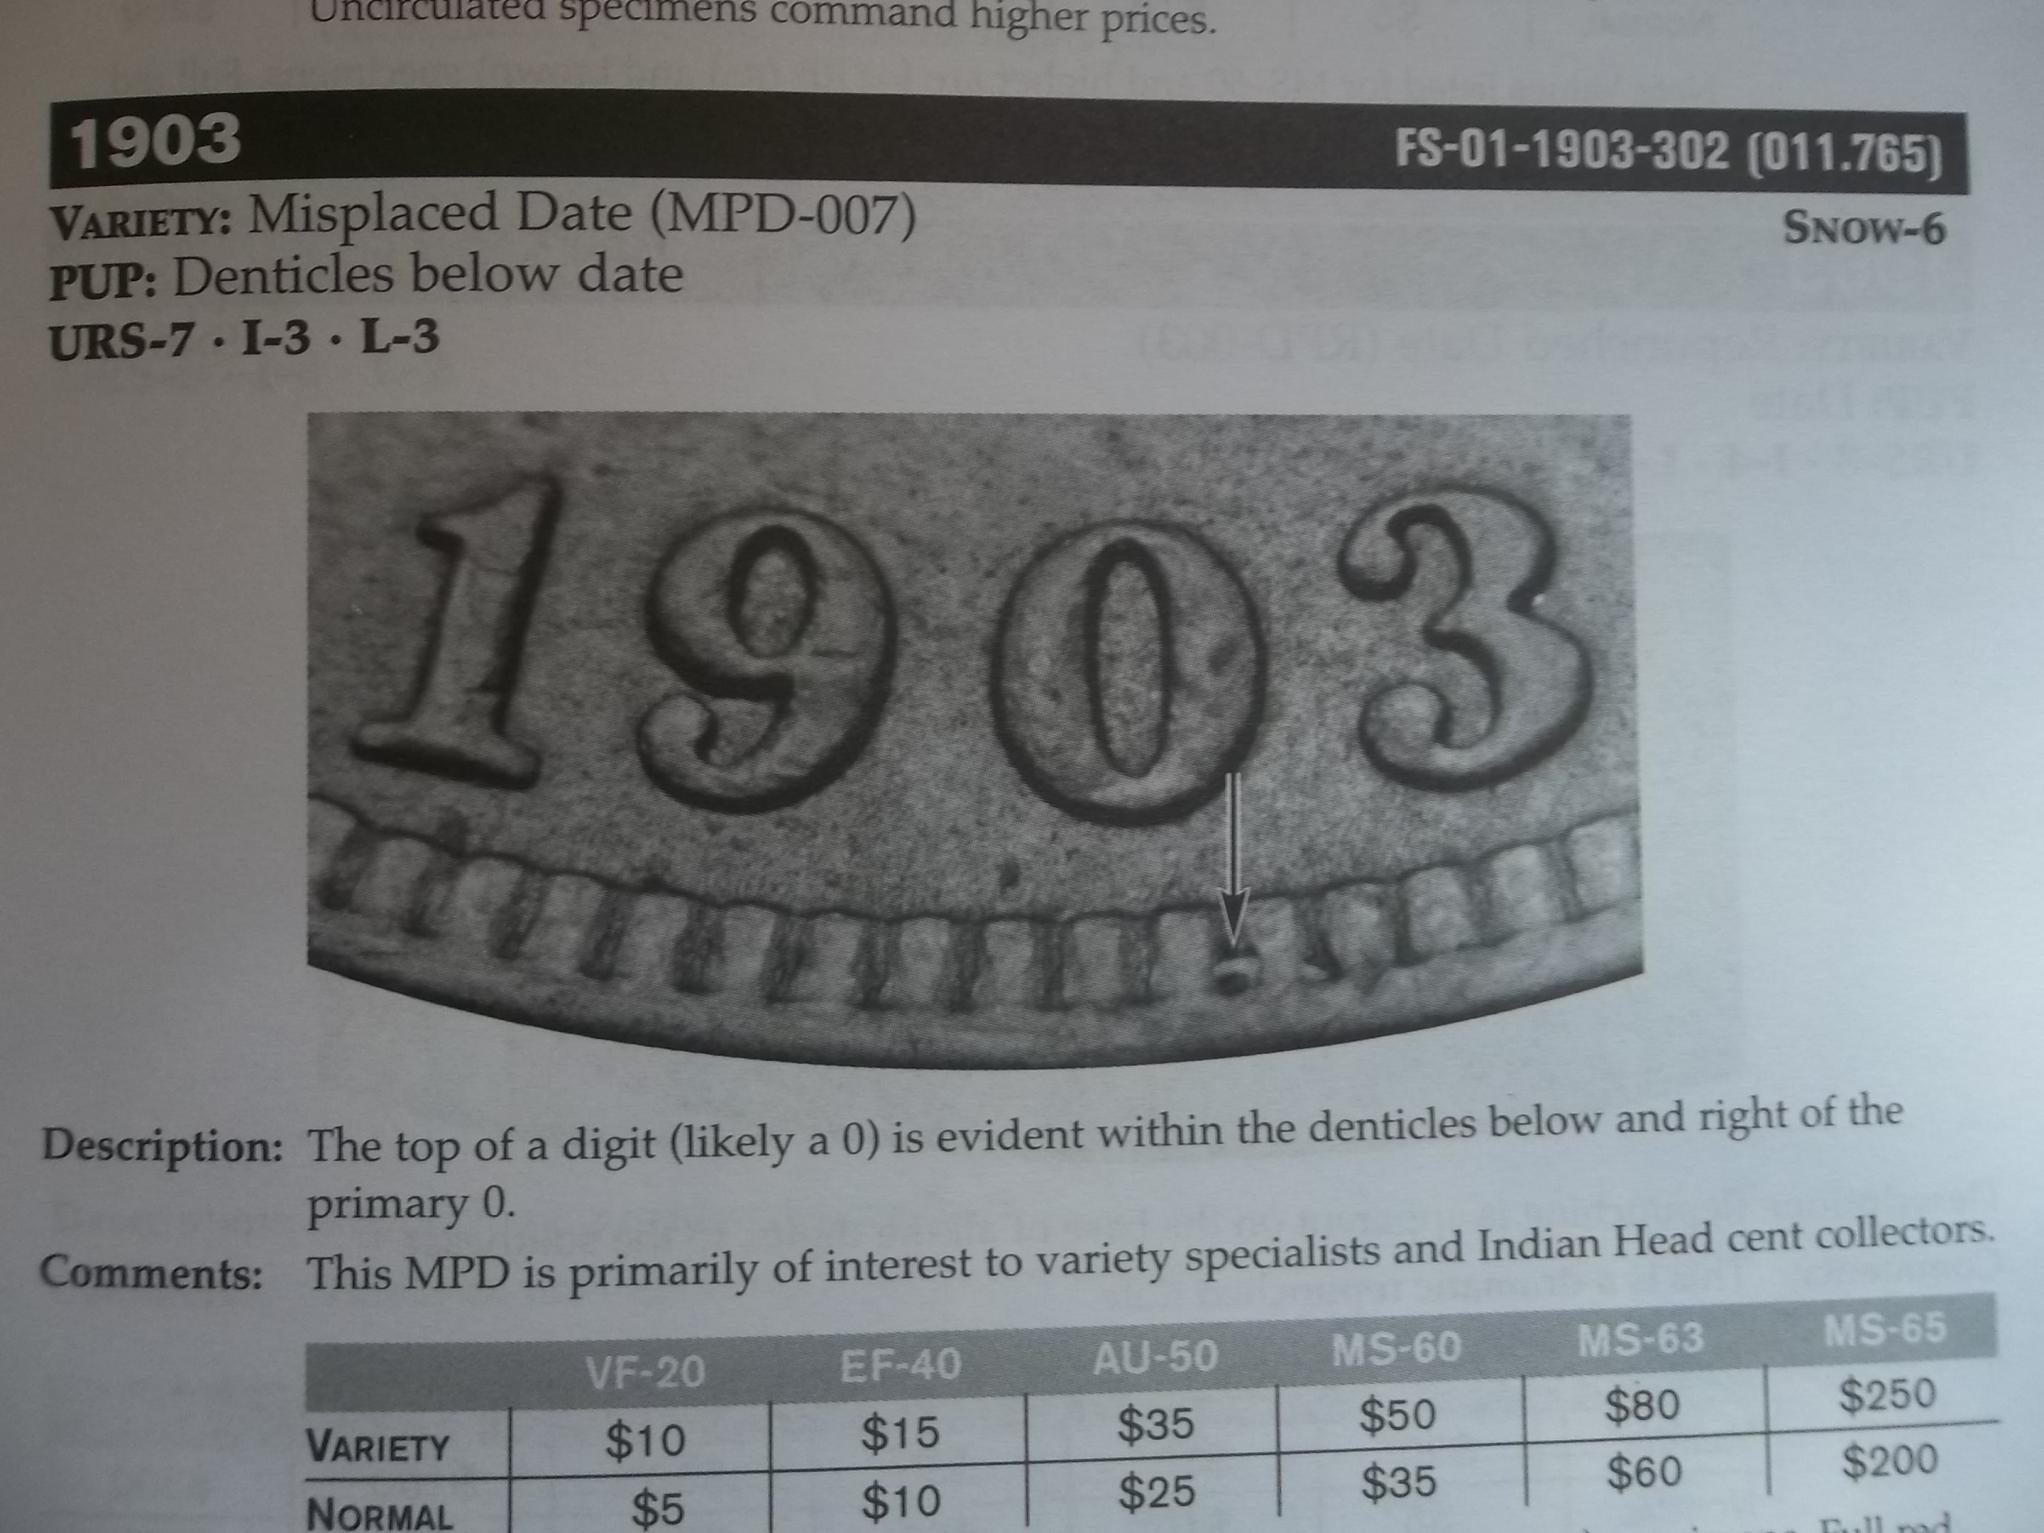 Uncirculated specimens command higher prices.
1903 FS-01-1903-302 (011.765)
VARIETY: Misplaced Date (MPD-007) SNOW-6
PUP: Denticles below date
URS-7 · I-3 · L-3
1903
Description: The top of a digit (likely a 0) is evident within the denticles below and right of the
primary 0.
Comments: This MPD is primarily of interest to variety specialists and Indian Head cent collectors.
VF-20 EF-40 AU-50 MS-60 MS-63 MS-65
VARIETY $10 $15 $35 $50 $80 $250
NORMAL $5 $10 $25 $35 $60 $200
Full red